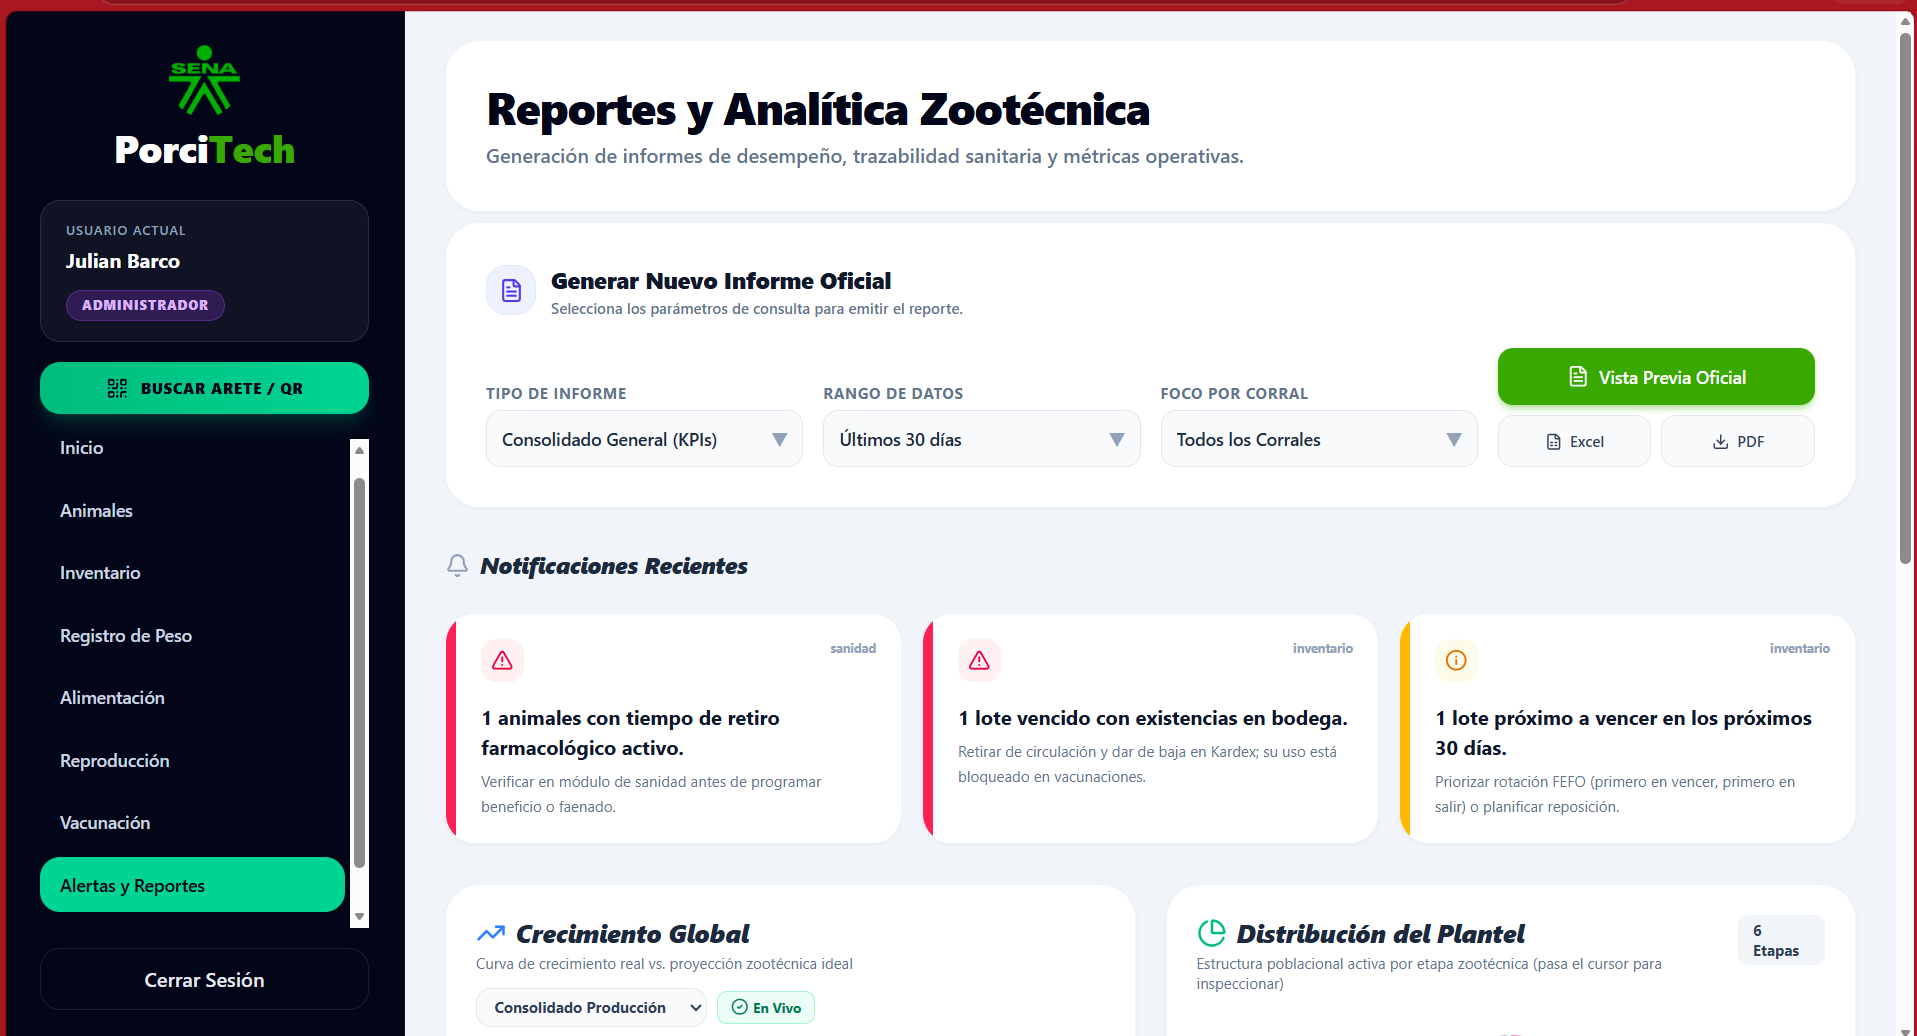 SENA
PorciTech
USUARIO ACTUAL
Julian Barco
ADMINISTRADOR
BUSCAR ARETE / QR
Inicio
Animales
Inventario
Registro de Peso
Alimentación
Reproducción
Vacunación
Alertas y Reportes
Cerrar Sesión
Reportes y Analítica Zootécnica
Generación de informes de desempeño, trazabilidad sanitaria y métricas operativas.
Generar Nuevo Informe Oficial
Selecciona los parámetros de consulta para emitir el reporte.
TIPO DE INFORME
Consolidado General (KPIs)
RANGO DE DATOS
Últimos 30 días
FOCO POR CORRAL
Todos los Corrales
Vista Previa Oficial
Excel
PDF
Notificaciones Recientes
sanidad
1 animales con tiempo de retiro
farmacológico activo.
Verificar en módulo de sanidad antes de programar
beneficio o faenado.
inventario
1 lote vencido con existencias en bodega.
Retirar de circulación y dar de baja en Kardex; su uso está
bloqueado en vacunaciones.
inventario
1 lote próximo a vencer en los próximos
30 días.
Priorizar rotación FEFO (primero en vencer, primero en
salir) o planificar reposición.
Crecimiento Global
Curva de crecimiento real vs. proyección zootécnica ideal
Consolidado Producción
En Vivo
Distribución del Plantel
Estructura poblacional activa por etapa zootécnica (pasa el cursor para
inspeccionar)
6
Etapas